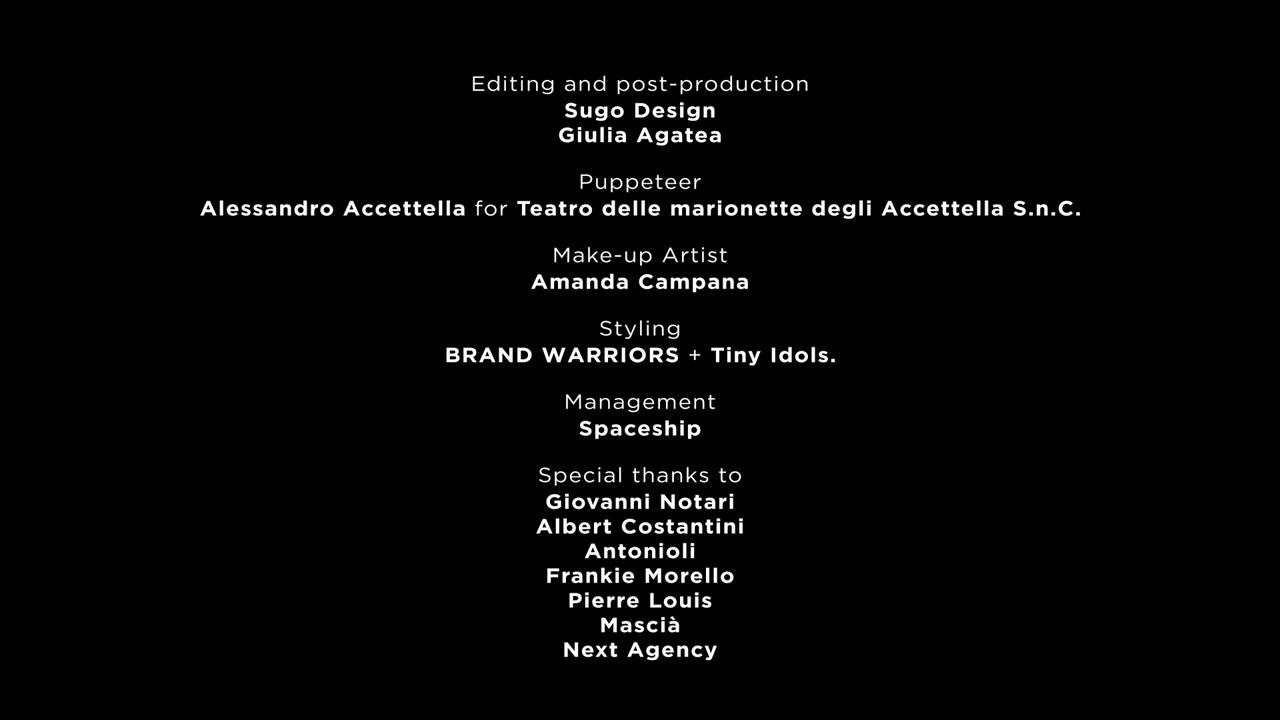 Editing and post-production
Sugo Design
Giulia Agatea
Puppeteer
Alessandro Accettella for Teatro delle marionette degli Accettella S.n.C.
Make-up Artist
Amanda Campana
Styling
BRAND WARRIORS + Tiny Idols.
Management
Spaceship
Special thanks to
Giovanni Notari
Albert Costantini
Antonioli
Frankie Morello
Pierre Louis
Mascià
Next Agency